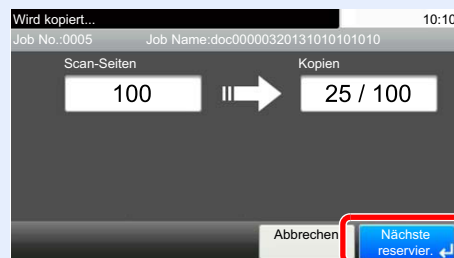 Wird kopiert... 10:10
Job No.:0005 Job Name:doc00000320131010101010
Scan-Seiten Kopien
100 25 / 100
Abbrechen Nächste
reservier.